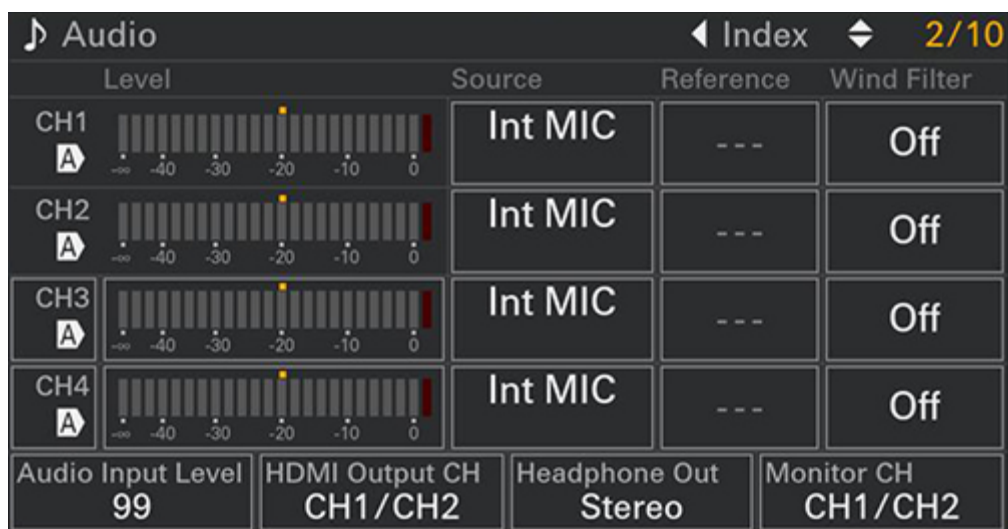 ♪ Audio ◀ Index 2/10
Level Source Reference Wind Filter
CH1 Int MIC --- Off
A -∞ -40 -30 -20 -10 0
CH2 Int MIC --- Off
A -∞ -40 -30 -20 -10 0
CH3 Int MIC --- Off
A -∞ -40 -30 -20 -10 0
CH4 Int MIC --- Off
A -∞ -40 -30 -20 -10 0
Audio Input Level HDMI Output CH Headphone Out Monitor CH
99 CH1/CH2 Stereo CH1/CH2